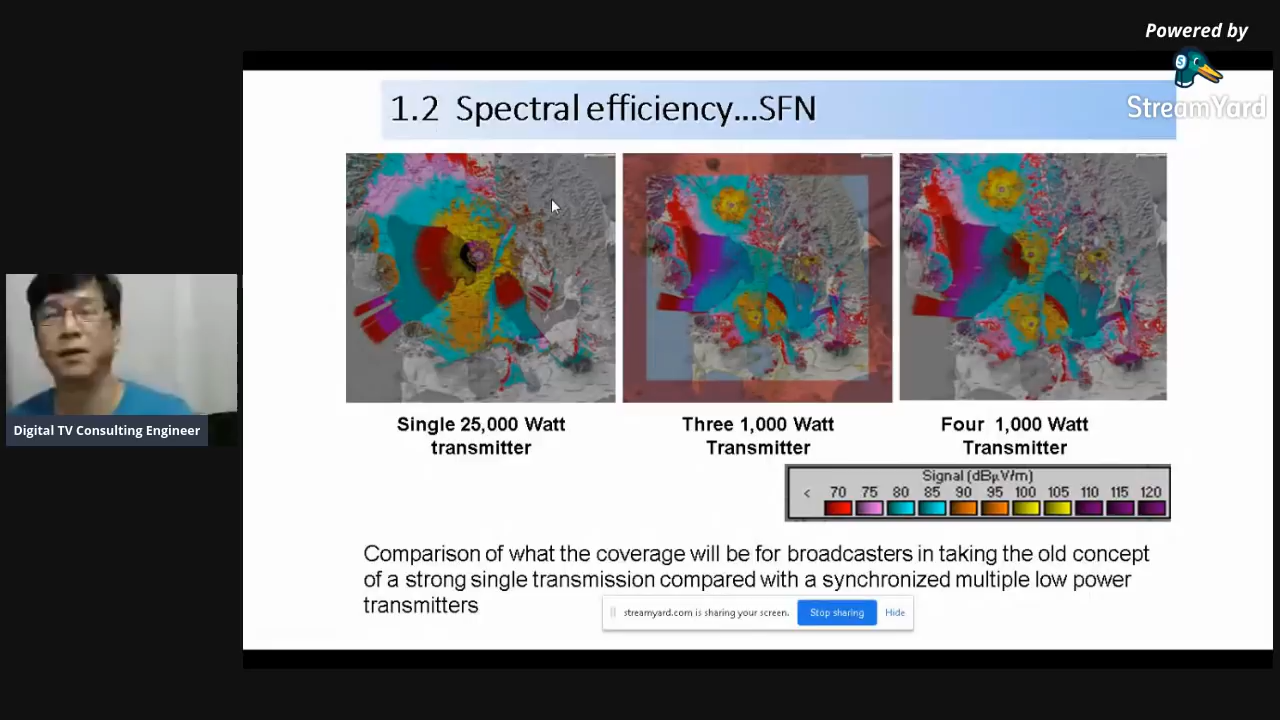 Powered by
StreamYard
1.2 Spectral efficiency...SFN
Single 25,000 Watt
transmitter
Three 1,000 Watt
Transmitter
Four 1,000 Watt
Transmitter
Signal (dBµV/m)
< 70 75 80 85 90 95 100 105 110 115 120
Digital TV Consulting Engineer
Comparison of what the coverage will be for broadcasters in taking the old concept
of a strong single transmission compared with a synchronized multiple low power
transmitters
streamyard.com is sharing your screen.
Stop sharing
Hide